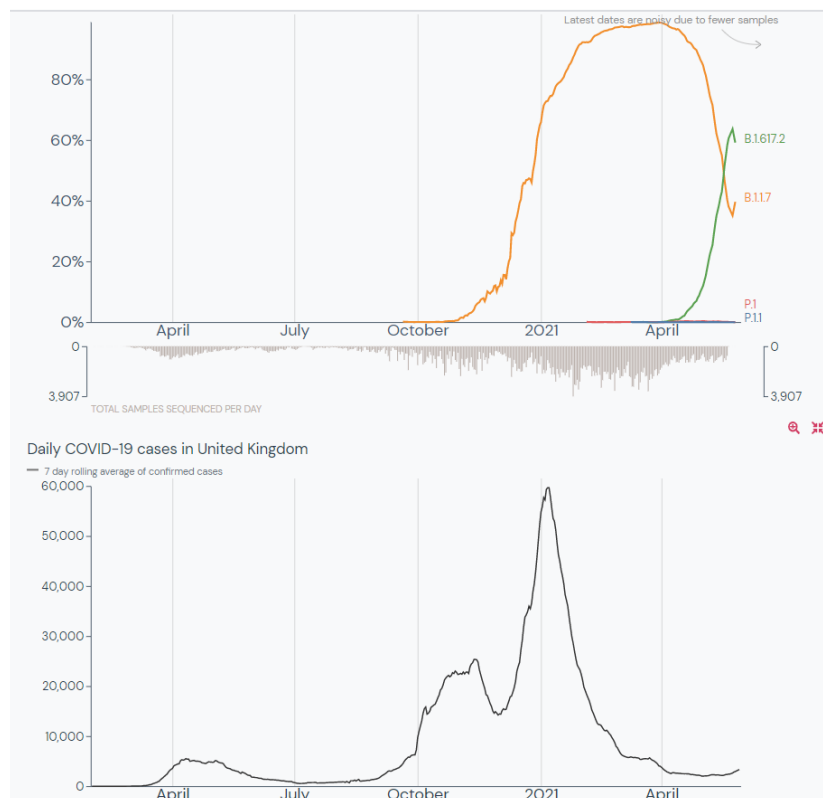 Latest dates are noisy due to fewer samples
80%
60%
40%
20%
0%
B.1.617.2
B.1.1.7
P.1
P.1.1
April July October 2021 April
0 0
3,907 3,907
TOTAL SAMPLES SEQUENCED PER DAY
Daily COVID-19 cases in United Kingdom
7 day rolling average of confirmed cases
60,000
50,000
40,000
30,000
20,000
10,000
0
April July October 2021 April